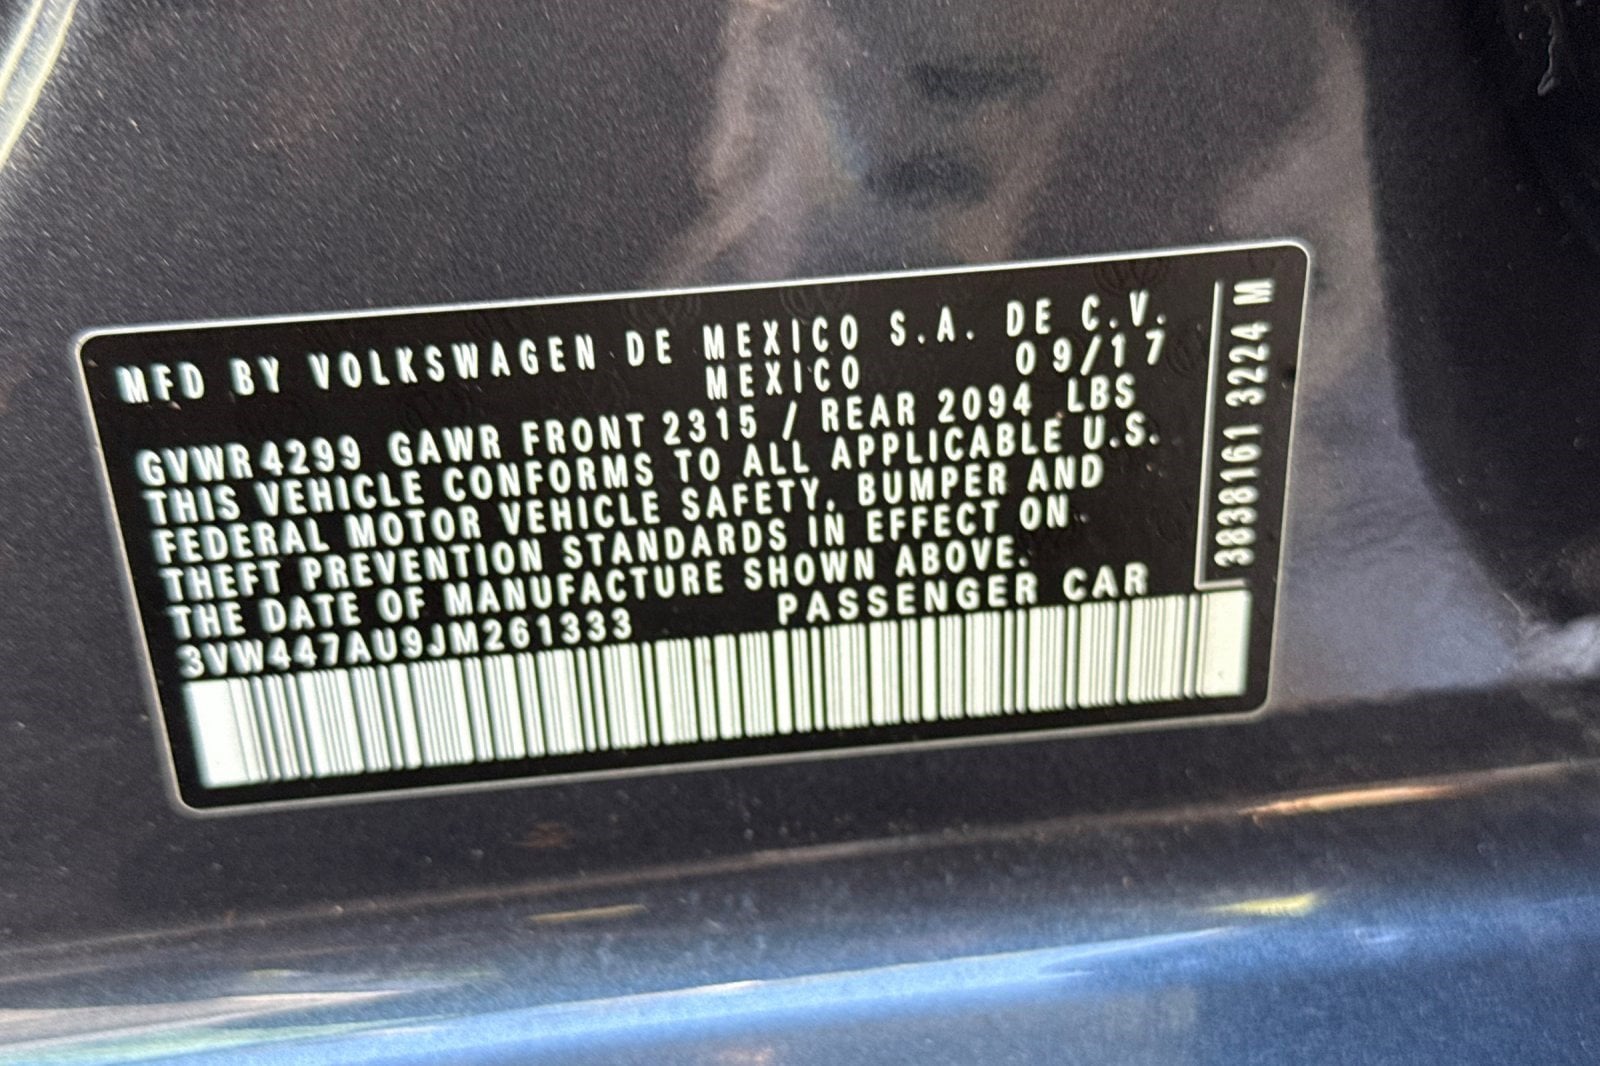 MFD BY VOLKSWAGEN DE MEXICO S.A. DE C.V.
MEXICO 09/17
GVWR 4299 GAWR FRONT 2315 / REAR 2094 LBS
THIS VEHICLE CONFORMS TO ALL APPLICABLE U.S.
FEDERAL MOTOR VEHICLE SAFETY, BUMPER AND
THEFT PREVENTION STANDARDS IN EFFECT ON
THE DATE OF MANUFACTURE SHOWN ABOVE.
3VW447AU9JM261333 PASSENGER CAR
3838161 3224 M